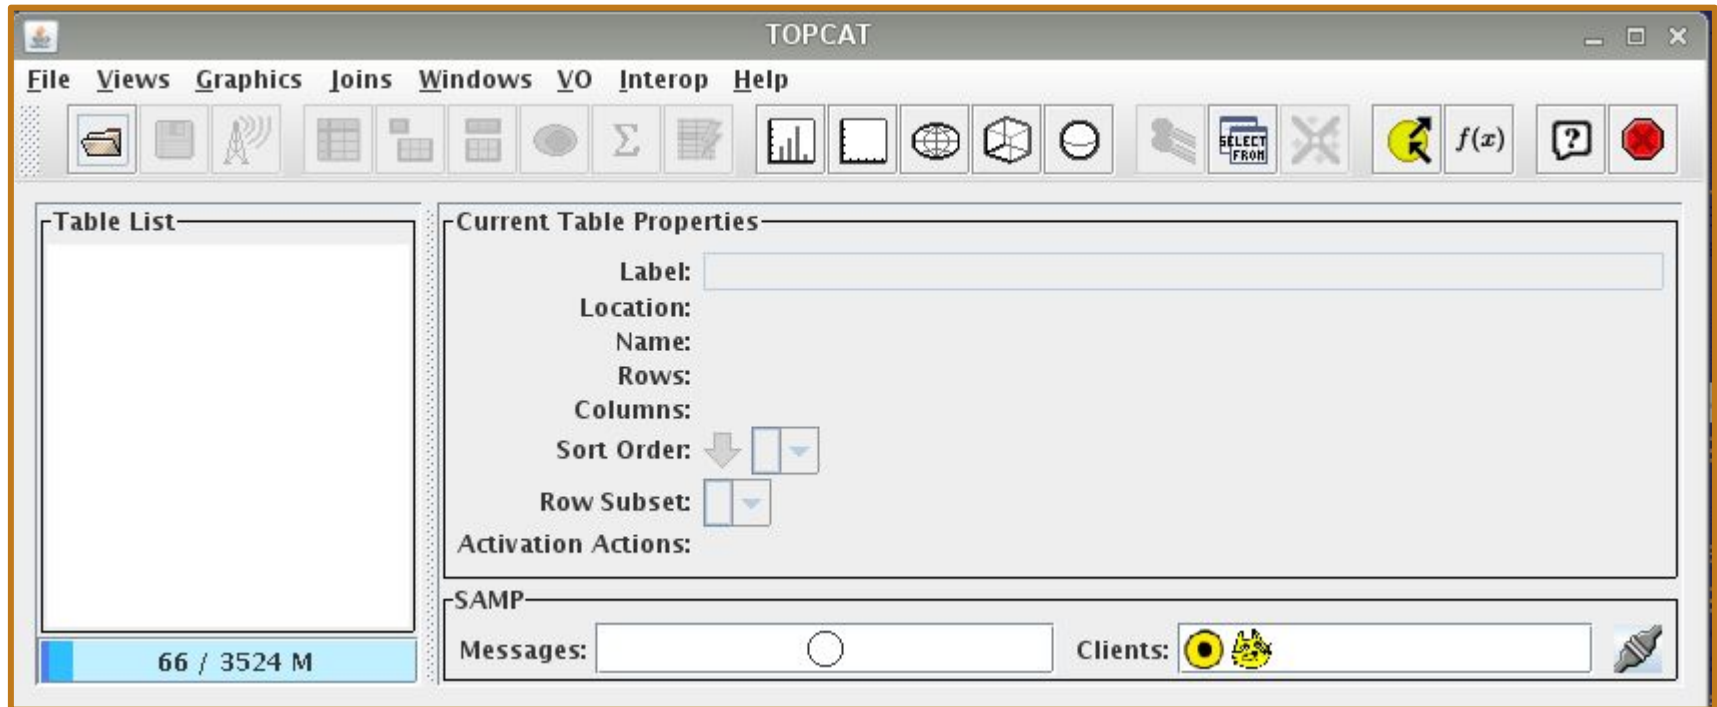 TOPCAT
File Views Graphics Joins Windows VO Interop Help
SELECT
FROM
f(x)
?
Table List
Current Table Properties
Label:
Location:
Name:
Rows:
Columns:
Sort Order:
Row Subset:
Activation Actions:
SAMP
66 / 3524 M
Messages:
Clients: